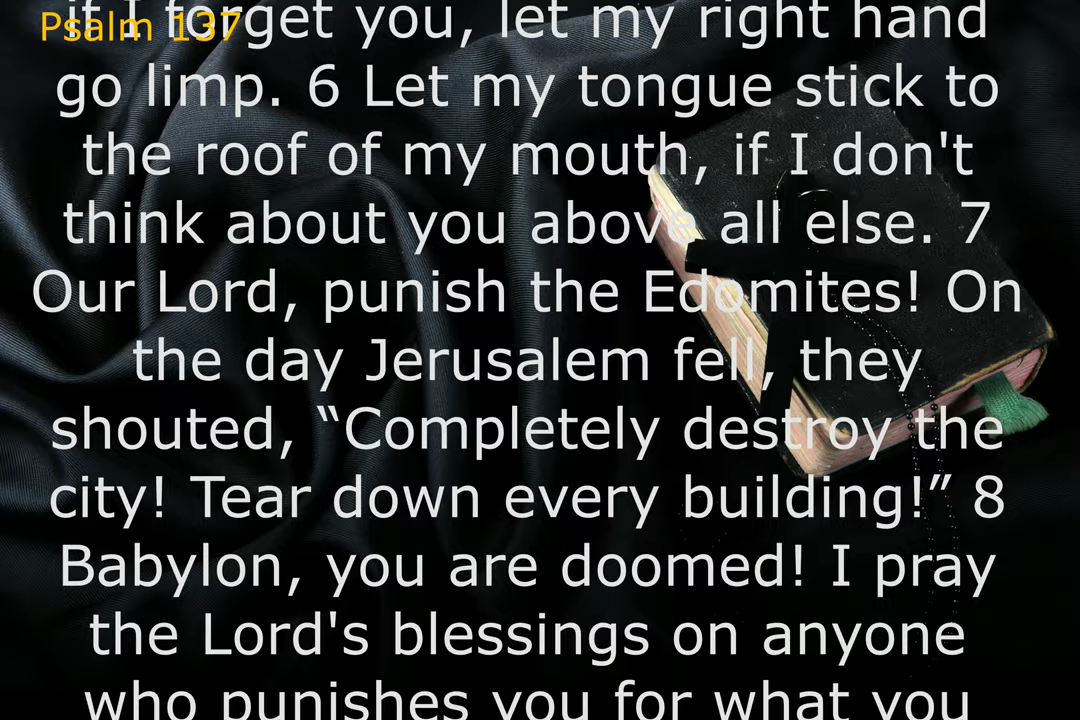 Psalm 137
if I forget you, let my right hand
go limp. 6 Let my tongue stick to
the roof of my mouth, if I don't
think about you above all else. 7
Our Lord, punish the Edomites! On
the day Jerusalem fell, they
shouted, “Completely destroy the
city! Tear down every building!” 8
Babylon, you are doomed! I pray
the Lord's blessings on anyone
who punishes you for what you